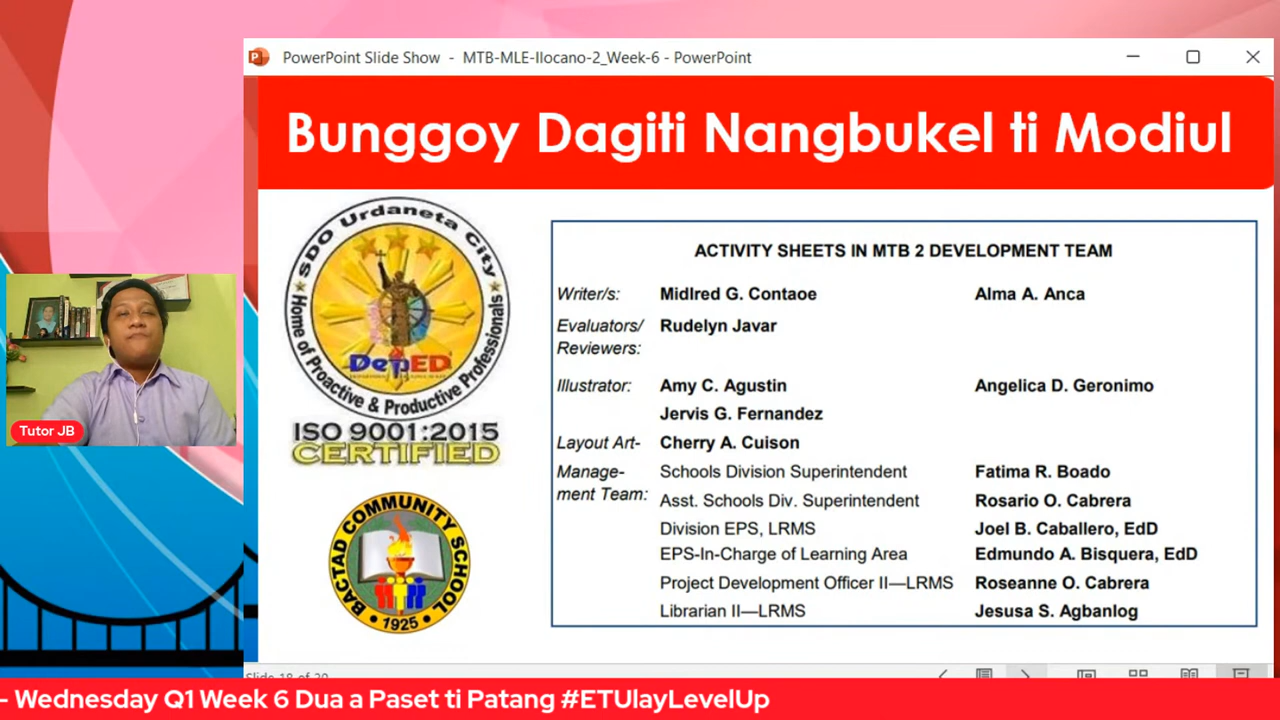 PowerPoint Slide Show - MTB-MLE-Ilocano-2_Week-6 - PowerPoint
Bunggoy Dagiti Nangbukel ti Modiul
SDO Urdaneta City
Home of Proactive & Productive Professionals
DepED
ISO 9001:2015
CERTIFIED
BACTAD COMMUNITY SCHOOL
1925
ACTIVITY SHEETS IN MTB 2 DEVELOPMENT TEAM
Writer/s: Midlred G. Contaoe Alma A. Anca
Evaluators/ Rudelyn Javar
Reviewers:
Illustrator: Amy C. Agustin Angelica D. Geronimo
Jervis G. Fernandez
Layout Art- Cherry A. Cuison
Manage- Schools Division Superintendent Fatima R. Boado
ment Team: Asst. Schools Div. Superintendent Rosario O. Cabrera
Division EPS, LRMS Joel B. Caballero, EdD
EPS-In-Charge of Learning Area Edmundo A. Bisquera, EdD
Project Development Officer II—LRMS Roseanne O. Cabrera
Librarian II—LRMS Jesusa S. Agbanlog
Tutor JB
- Wednesday Q1 Week 6 Dua a Paset ti Patang #ETUlayLevelUp